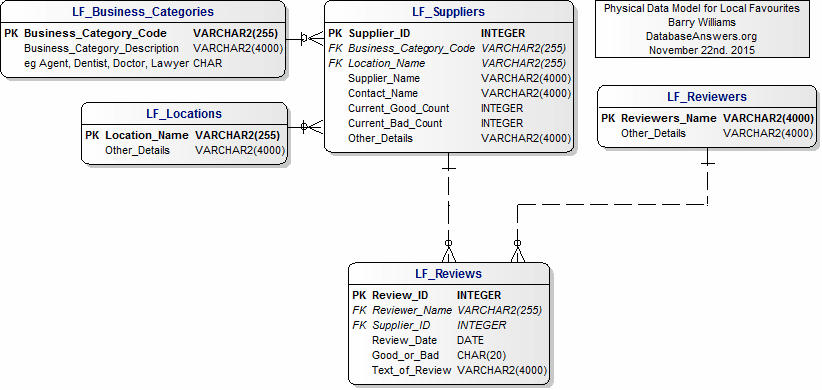 LF_Business_Categories
PK Business_Category_Code VARCHAR2(255)
Business_Category_Description VARCHAR2(4000)
eg Agent, Dentist, Doctor, Lawyer CHAR
LF_Suppliers
PK Supplier_ID INTEGER
FK Business_Category_Code VARCHAR2(255)
FK Location_Name VARCHAR2(255)
Supplier_Name VARCHAR2(4000)
Contact_Name VARCHAR2(4000)
Current_Good_Count INTEGER
Current_Bad_Count INTEGER
Other_Details VARCHAR2(4000)
Physical Data Model for Local Favourites
Barry Williams
DatabaseAnswers.org
November 22nd. 2015
LF_Locations
PK Location_Name VARCHAR2(255)
Other_Details VARCHAR2(4000)
LF_Reviewers
PK Reviewers_Name VARCHAR2(4000)
Other_Details VARCHAR2(4000)
LF_Reviews
PK Review_ID INTEGER
FK Reviewer_Name VARCHAR2(255)
FK Supplier_ID INTEGER
Review_Date DATE
Good_or_Bad CHAR(20)
Text_of_Review VARCHAR2(4000)